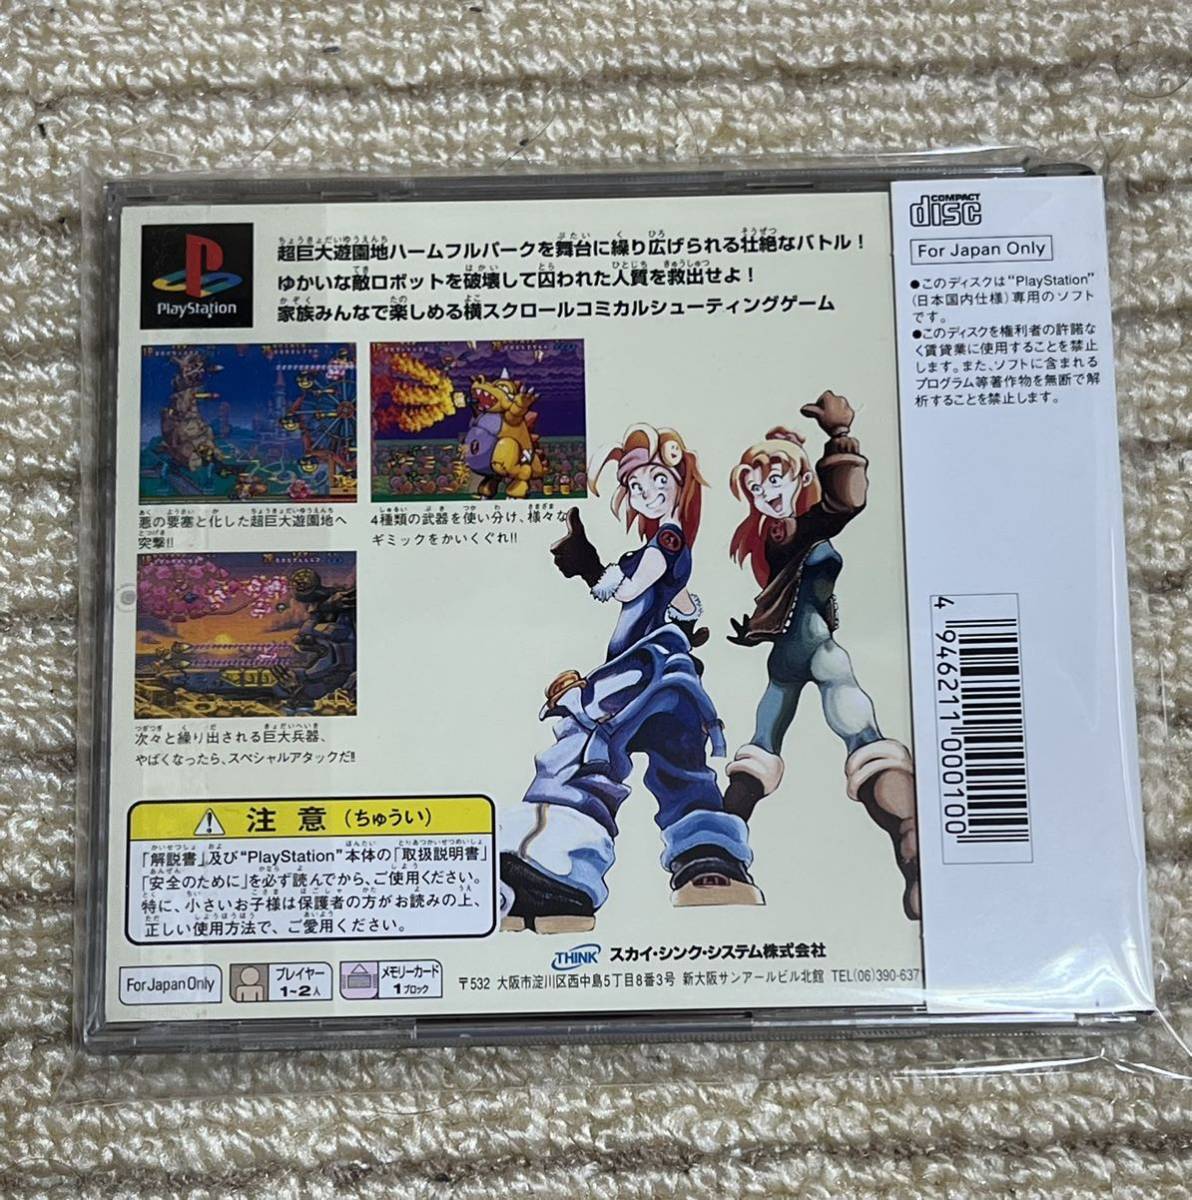 PlayStation
超巨大遊園地ハームフルパークを舞台に繰り広げられる壮絶なバトル!
ゆかいな敵ロボットを破壊して囚われた人質を救出せよ!
家族みんなで楽しめる横スクロールコミカルシューティングゲーム
悪の要塞と化した超巨大遊園地へ
突撃!!
4種類の武器を使い分け、様々な
ギミックをかいくぐれ!!
次々と繰り出される巨大兵器、
やばくなったら、スペシャルアタックだ!!
注意(ちゅうい)
「解説書」及び“PlayStation”本体の「取扱説明書」
「安全のために」を必ず読んでから、ご使用ください。
特に、小さいお子様は保護者の方がお読みの上、
正しい使用方法で、ご愛用ください。
For Japan Only
プレイヤー
1~2人
メモリーカード
1ブロック
THINK スカイ・シンク・システム株式会社
〒532 大阪市淀川区西中島5丁目8番3号 新大阪サンアールビル北館 TEL(06)390-637
COMPACT
disc
For Japan Only
●このディスクは“PlayStation”
(日本国内仕様)専用のソフト
です。
●このディスクを権利者の許諾な
く賃貸業に使用することを禁止
します。また、ソフトに含まれる
プログラム等著作物を無断で解
析することを禁止します。
4 946211 000100